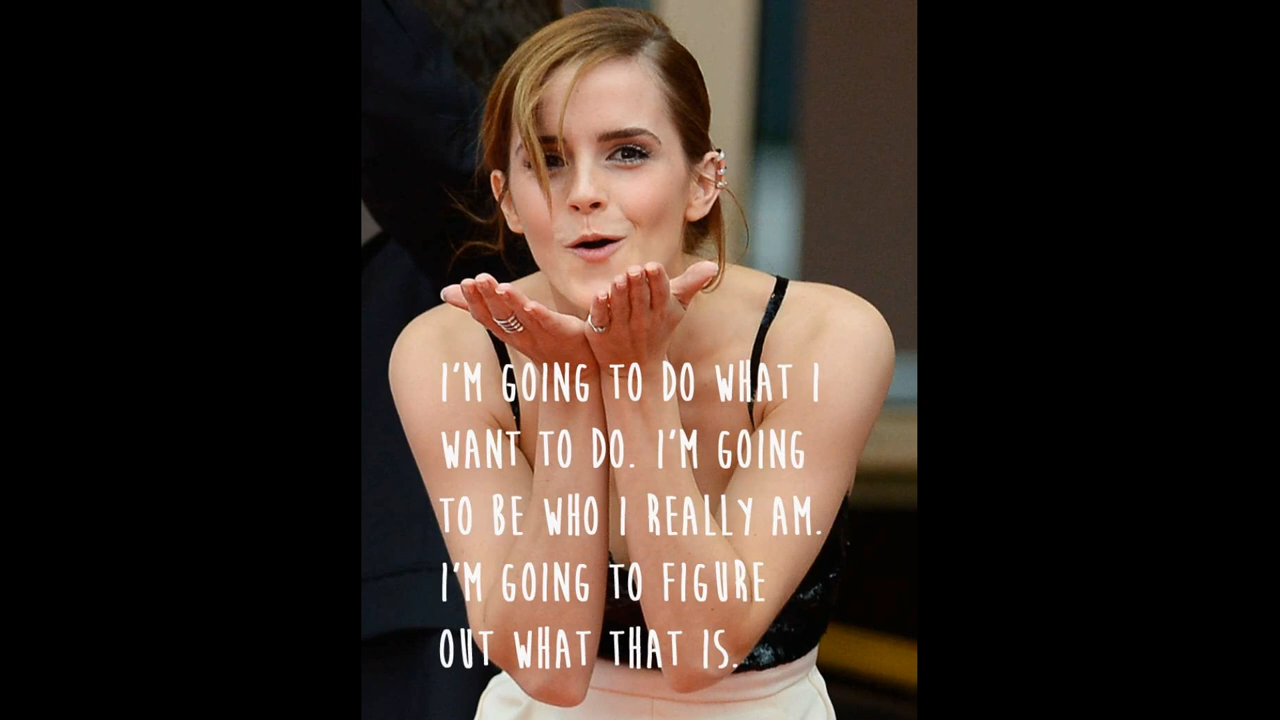 I'M GOING TO DO WHAT I
WANT TO DO. I'M GOING
TO BE WHO I REALLY AM.
I'M GOING TO FIGURE
OUT WHAT THAT IS.